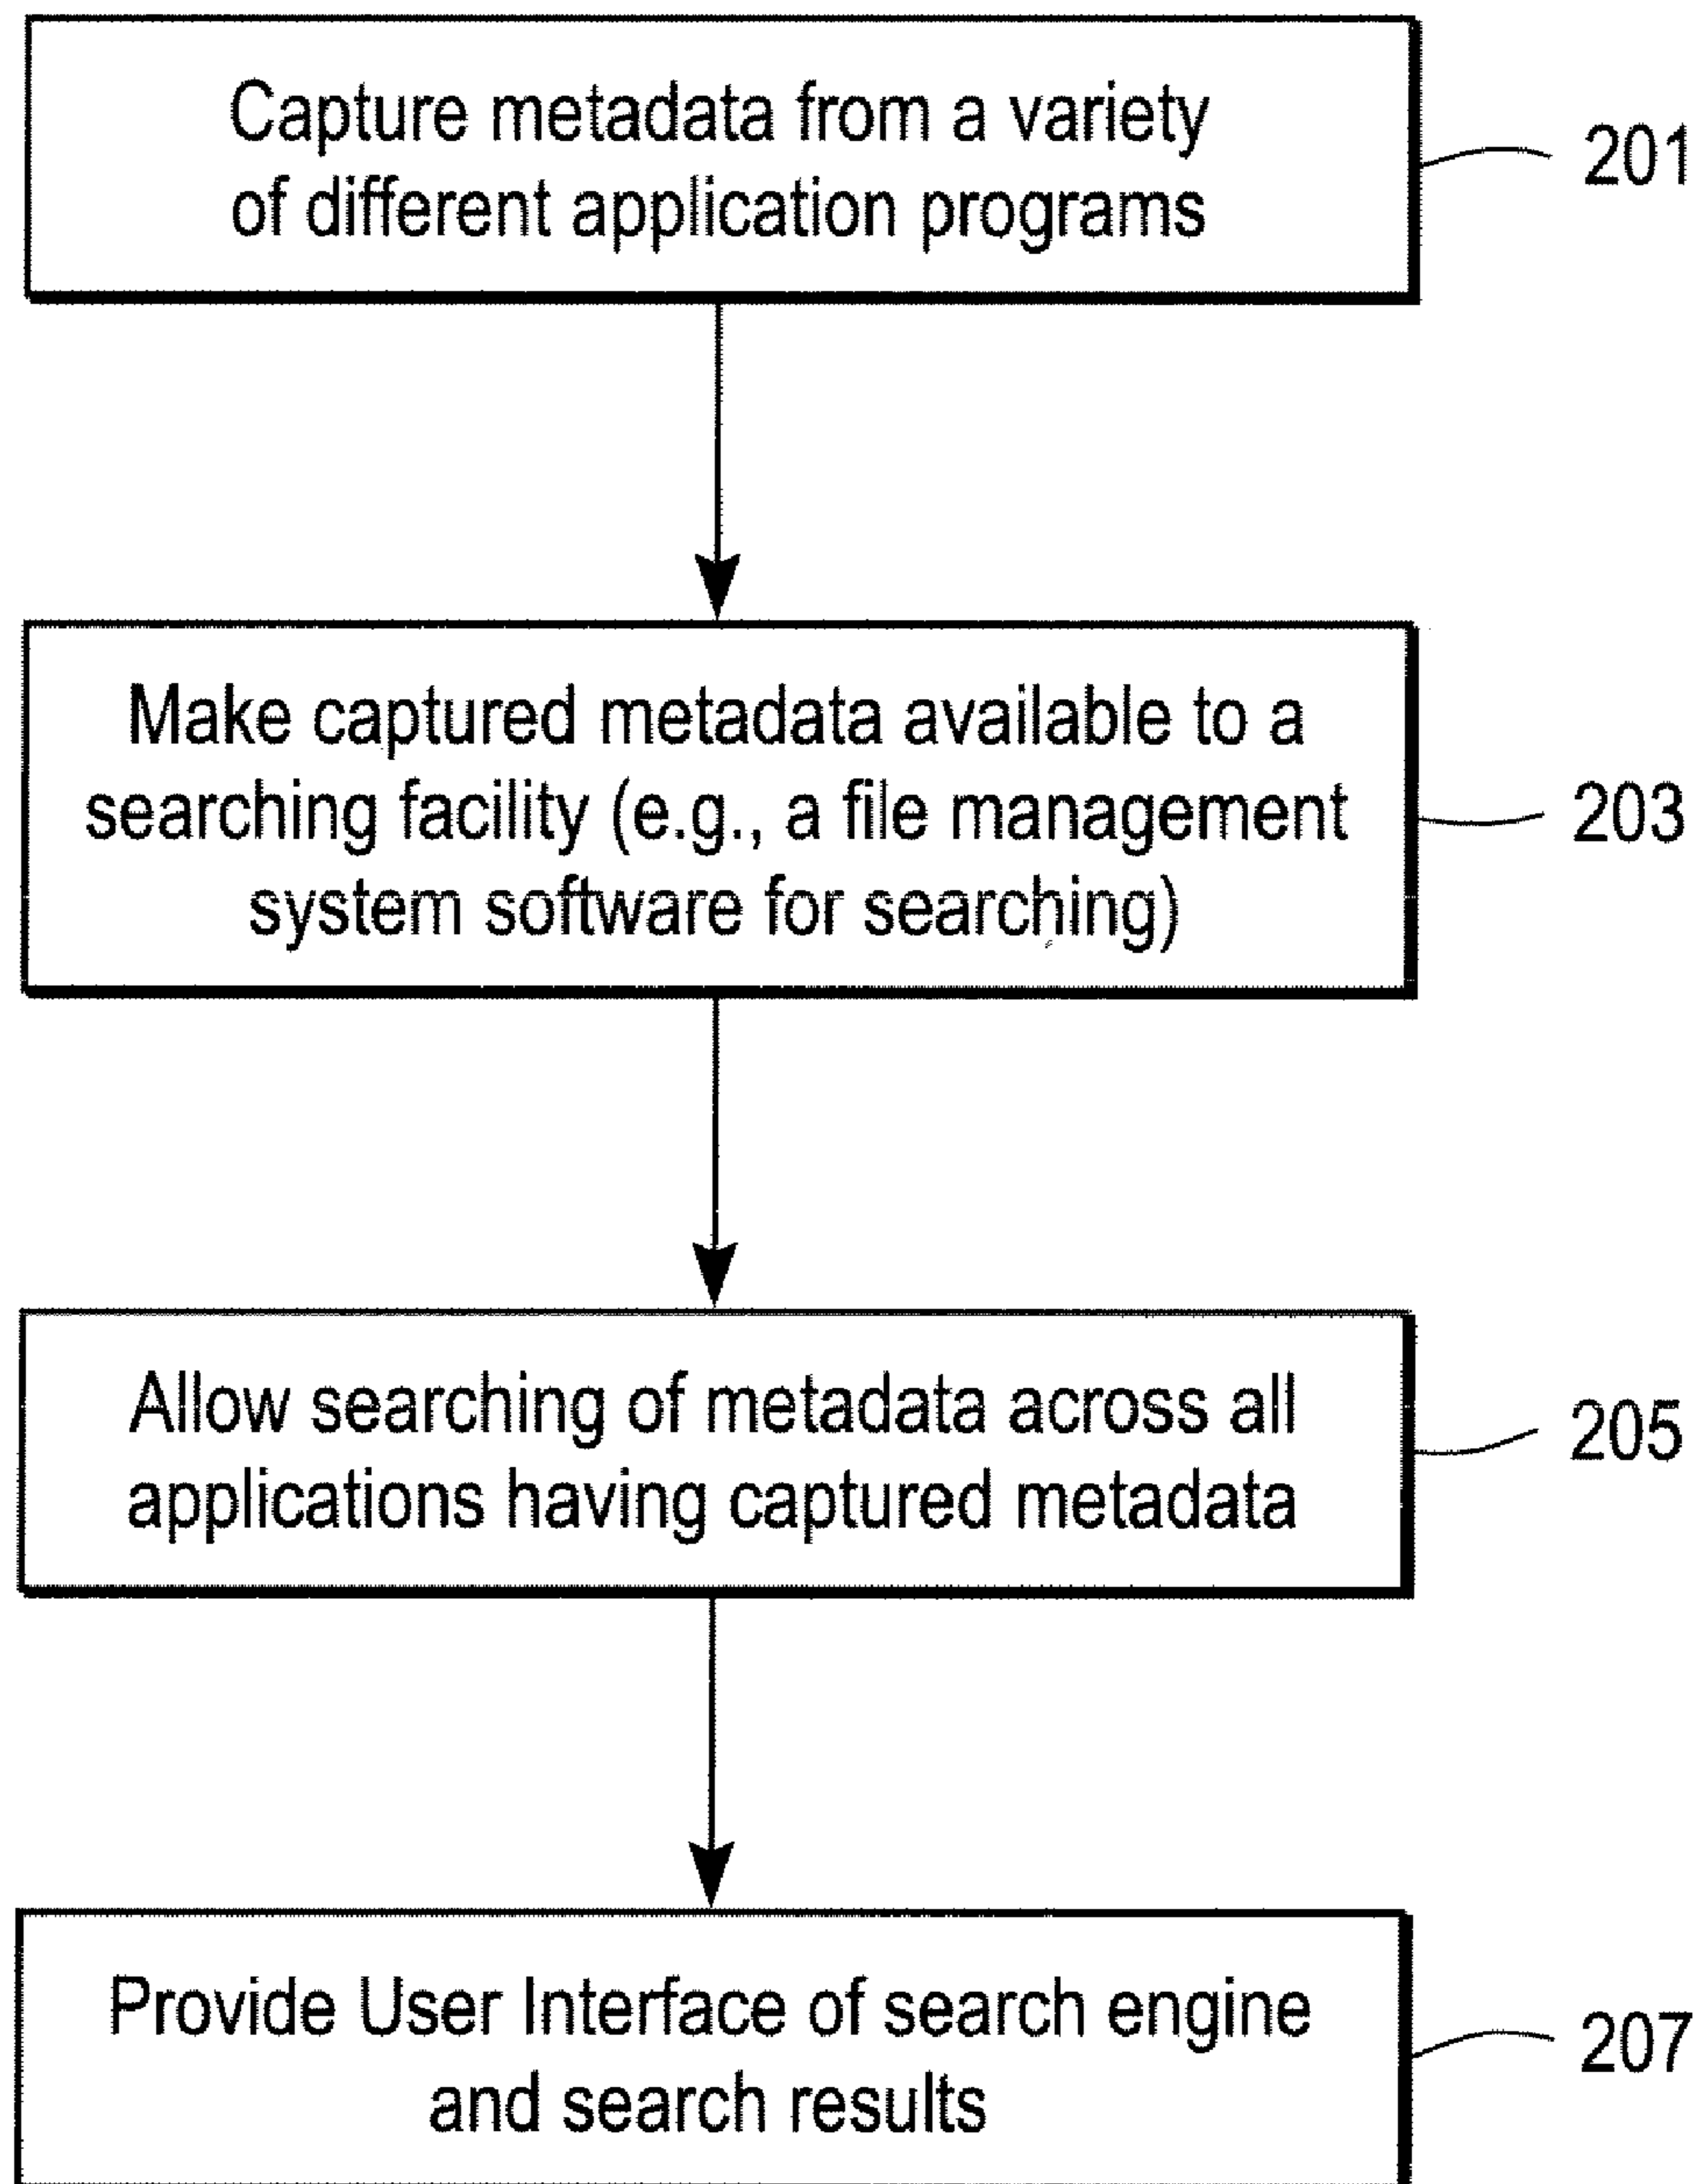 Capture metadata from a variety
of different application programs
201
Make captured metadata available to a
searching facility (e.g., a file management
system software for searching)
203
Allow searching of metadata across all
applications having captured metadata
205
Provide User Interface of search engine
and search results
207